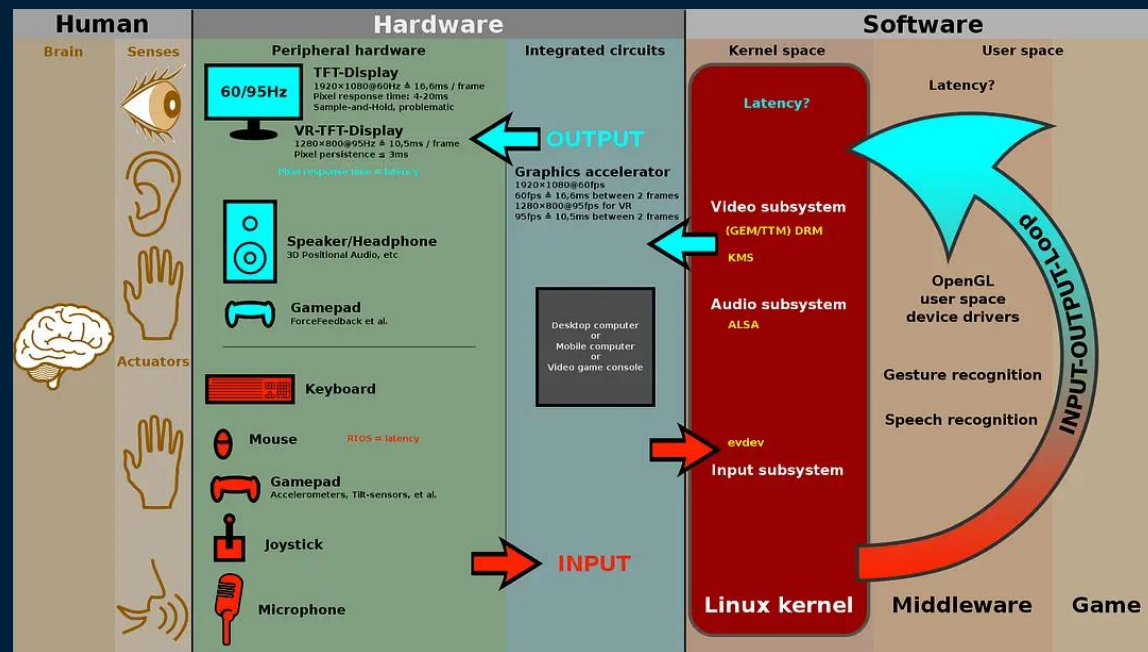 Human
Hardware
Software
Brain
Senses
Peripheral hardware
Integrated circuits
Kernel space
User space
60/95Hz
TFT-Display
1920×1080@60Hz ≙ 16,6ms / frame
Pixel response time: 4-20ms
Sample-and-Hold, problematic
VR-TFT-Display
1280×800@95Hz ≙ 10,5ms / frame
Pixel persistence ≤ 3ms
Pixel response time = latency
OUTPUT
Graphics accelerator
1920×1080@60fps
60fps ≙ 16,6ms between 2 frames
1280×800@95fps for VR
95fps ≙ 10,5ms between 2 frames
Latency?
Latency?
Speaker/Headphone
3D Positional Audio, etc
Gamepad
ForceFeedback et al.
Video subsystem
(GEM/TTM) DRM
KMS
Audio subsystem
ALSA
OpenGL
user space
device drivers
INPUT-OUTPUT-Loop
Desktop computer
or
Mobile computer
or
Video game console
Actuators
Keyboard
Mouse
RTOS = latency
Gamepad
Accelerometers, Tilt-sensors, et al.
Joystick
Microphone
INPUT
evdev
Input subsystem
Gesture recognition
Speech recognition
Linux kernel
Middleware
Game